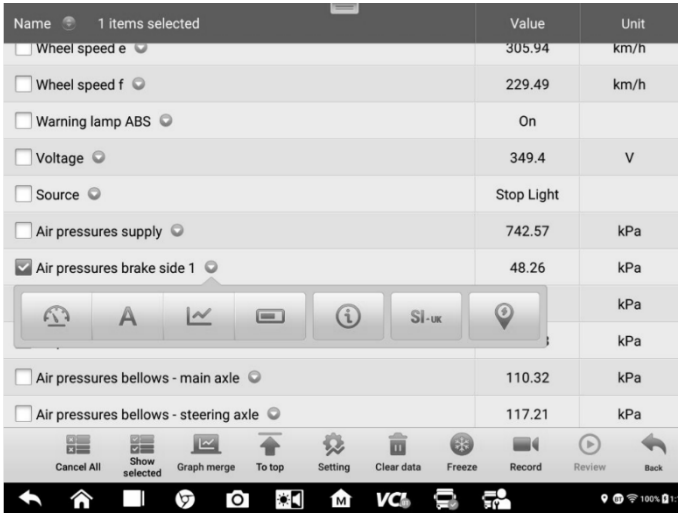 Name 1 items selected Value Unit
Wheel speed e 305.94 km/h
Wheel speed f 229.49 km/h
Warning lamp ABS On
Voltage 349.4 V
Source Stop Light
Air pressures supply 742.57 kPa
Air pressures brake side 1 48.26 kPa
A SI-UK kPa
kPa
Air pressures bellows - main axle 110.32 kPa
Air pressures bellows - steering axle 117.21 kPa
Cancel All Show selected Graph merge To top Setting Clear data Freeze Record Review Back
M VCI BT 100%